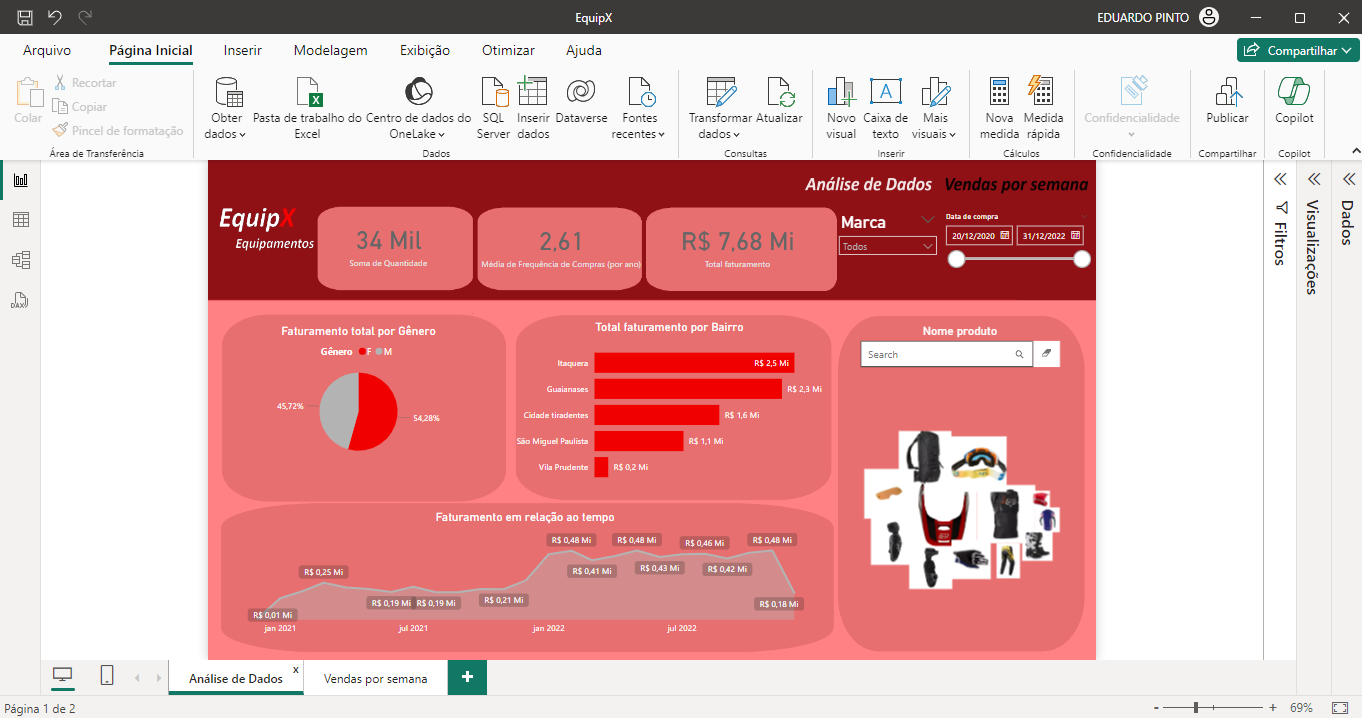 EquipX
EDUARDO PINTO
Arquivo
Página Inicial
Inserir
Modelagem
Exibição
Otimizar
Ajuda
Compartilhar
Colar
Recortar
Copiar
Pincel de formatação
Área de Transferência
Obter
dados
Pasta de trabalho do
Excel
Centro de dados do
OneLake
SQL
Server
Inserir
dados
Dataverse
Fontes
recentes
Dados
Transformar
dados
Atualizar
Consultas
Novo
visual
Caixa de
texto
Mais
visuais
Inserir
Nova
medida
Medida
rápida
Cálculos
Confidencialidade
Confidencialidade
Publicar
Compartilhar
Copilot
Copilot
DAX
Análise de Dados
Vendas por semana
EquipX
Equipamentos
34 Mil
Soma de Quantidade
2,61
Média de Frequência de Compras (por ano)
R$ 7,68 Mi
Total faturamento
Marca
Todos
Data de compra
20/12/2020
31/12/2022
Faturamento total por Gênero
Gênero F M
45,72%
54,28%
Total faturamento por Bairro
Itaquera R$ 2,5 Mi
Guaianases R$ 2,3 Mi
Cidade tiradentes R$ 1,6 Mi
São Miguel Paulista R$ 1,1 Mi
Vila Prudente R$ 0,2 Mi
Nome produto
Search
Faturamento em relação ao tempo
R$ 0,01 Mi
R$ 0,25 Mi
R$ 0,19 Mi
R$ 0,19 Mi
R$ 0,21 Mi
R$ 0,48 Mi
R$ 0,41 Mi
R$ 0,48 Mi
R$ 0,43 Mi
R$ 0,46 Mi
R$ 0,42 Mi
R$ 0,48 Mi
R$ 0,18 Mi
jan 2021
jul 2021
jan 2022
jul 2022
Filtros
Visualizações
Dados
Análise de Dados
x
Vendas por semana
+
Página 1 de 2
- + 69%